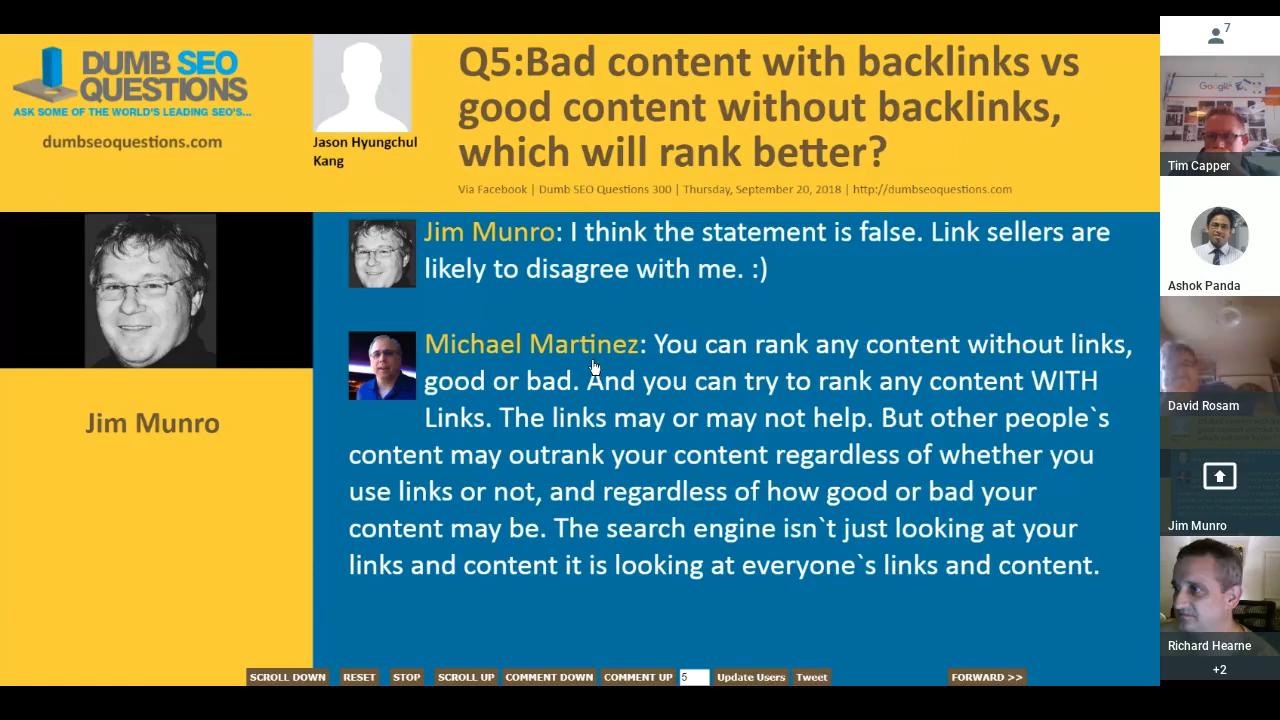 DUMB SEO
QUESTIONS
ASK SOME OF THE WORLD'S LEADING SEO'S...
dumbseoquestions.com
Jason Hyungchul
Kang
Q5:Bad content with backlinks vs
good content without backlinks,
which will rank better?
Via Facebook | Dumb SEO Questions 300 | Thursday, September 20, 2018 | http://dumbseoquestions.com
Jim Munro
Jim Munro: I think the statement is false. Link sellers are
likely to disagree with me. :)
Michael Martinez: You can rank any content without links,
good or bad. And you can try to rank any content WITH
Links. The links may or may not help. But other people`s
content may outrank your content regardless of whether you
use links or not, and regardless of how good or bad your
content may be. The search engine isn`t just looking at your
links and content it is looking at everyone`s links and content.
SCROLL DOWN RESET STOP SCROLL UP COMMENT DOWN COMMENT UP 5 Update Users Tweet FORWARD >>
7
Google
Tim Capper
Ashok Panda
David Rosam
Jim Munro
Richard Hearne
+2